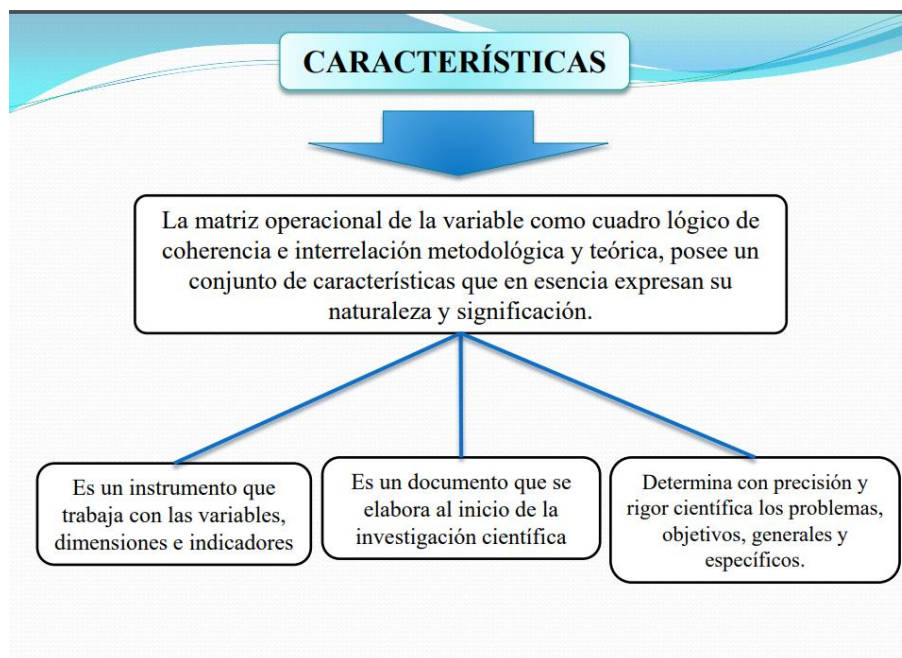 CARACTERÍSTICAS
La matriz operacional de la variable como cuadro lógico de
coherencia e interrelación metodológica y teórica, posee un
conjunto de características que en esencia expresan su
naturaleza y significación.
Es un instrumento que
trabaja con las variables,
dimensiones e indicadores
Es un documento que se
elabora al inicio de la
investigación científica
Determina con precisión y
rigor científica los problemas,
objetivos, generales y
específicos.